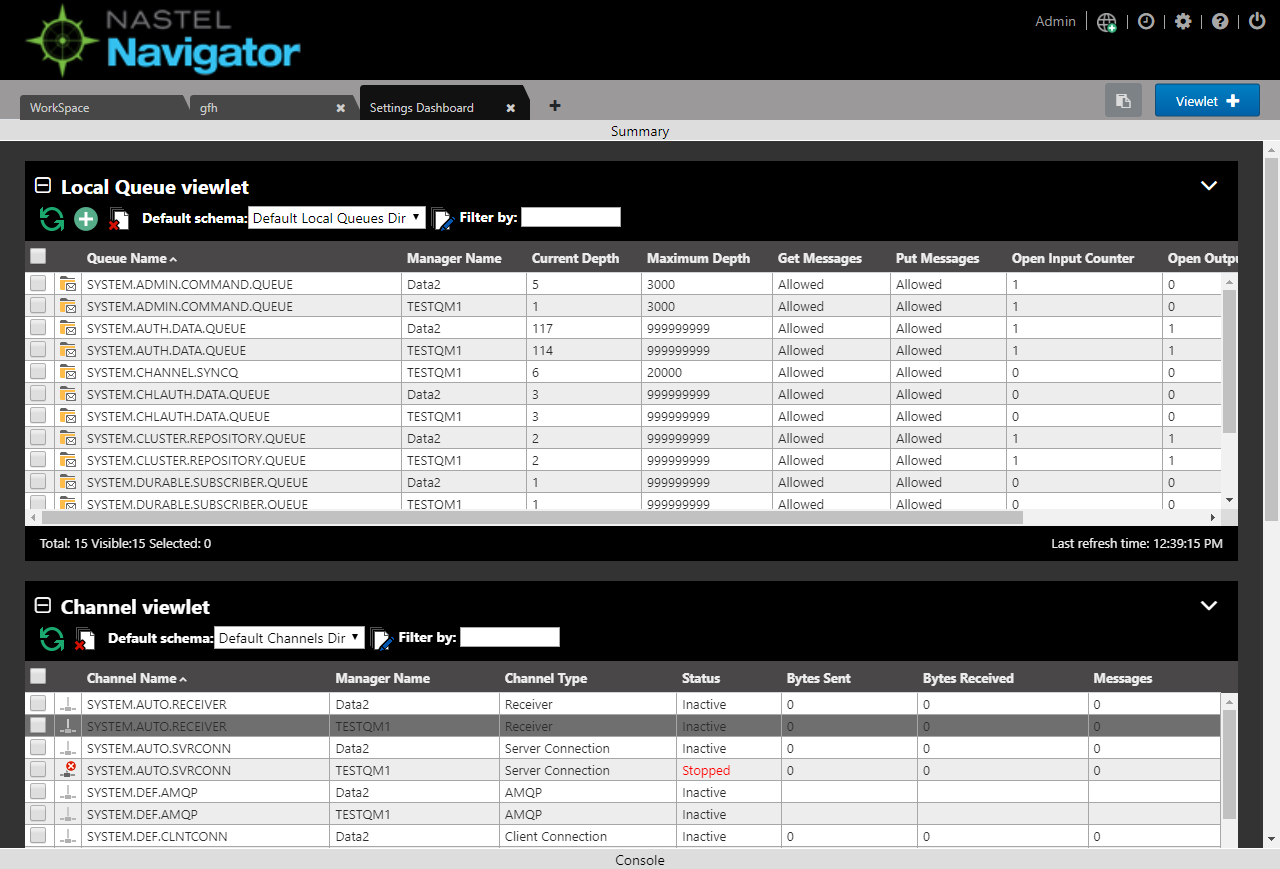 NASTEL
Navigator
Admin
WorkSpace gfh Settings Dashboard Viewlet
Summary
Local Queue viewlet
Default schema: Default Local Queues Dir Filter by:
Queue Name Manager Name Current Depth Maximum Depth Get Messages Put Messages Open Input Counter Open Outpu
SYSTEM.ADMIN.COMMAND.QUEUE Data2 5 3000 Allowed Allowed 1 0
SYSTEM.ADMIN.COMMAND.QUEUE TESTQM1 1 3000 Allowed Allowed 1 0
SYSTEM.AUTH.DATA.QUEUE Data2 117 999999999 Allowed Allowed 1 1
SYSTEM.AUTH.DATA.QUEUE TESTQM1 114 999999999 Allowed Allowed 1 1
SYSTEM.CHANNEL.SYNCQ TESTQM1 6 20000 Allowed Allowed 0 0
SYSTEM.CHLAUTH.DATA.QUEUE Data2 3 999999999 Allowed Allowed 0 0
SYSTEM.CHLAUTH.DATA.QUEUE TESTQM1 3 999999999 Allowed Allowed 0 0
SYSTEM.CLUSTER.REPOSITORY.QUEUE Data2 2 999999999 Allowed Allowed 1 1
SYSTEM.CLUSTER.REPOSITORY.QUEUE TESTQM1 2 999999999 Allowed Allowed 1 1
SYSTEM.DURABLE.SUBSCRIBER.QUEUE Data2 1 999999999 Allowed Allowed 0 0
SYSTEM.DURABLE.SUBSCRIBER.QUEUE TESTQM1 1 999999999 Allowed Allowed 0 0
Total: 15 Visible:15 Selected: 0 Last refresh time: 12:39:15 PM
Channel viewlet
Default schema: Default Channels Dir Filter by:
Channel Name Manager Name Channel Type Status Bytes Sent Bytes Received Messages
SYSTEM.AUTO.RECEIVER Data2 Receiver Inactive 0 0 0
SYSTEM.AUTO.RECEIVER TESTQM1 Receiver Inactive 0 0 0
SYSTEM.AUTO.SVRCONN Data2 Server Connection Inactive 0 0 0
SYSTEM.AUTO.SVRCONN TESTQM1 Server Connection Stopped 0 0 0
SYSTEM.DEF.AMQP Data2 AMQP Inactive
SYSTEM.DEF.AMQP TESTQM1 AMQP Inactive
SYSTEM.DEF.CLNTCONN Data2 Client Connection Inactive 0 0 0
Console